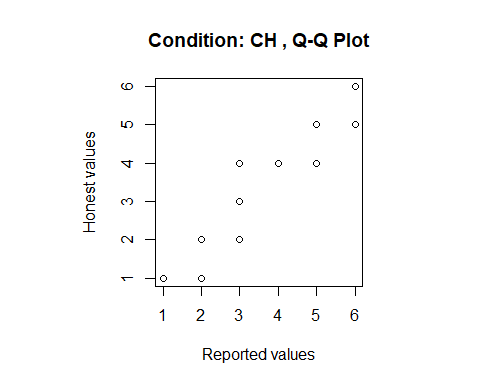 Condition: CH , Q-Q Plot
Honest values
6
5
4
3
2
1
1 2 3 4 5 6
Reported values